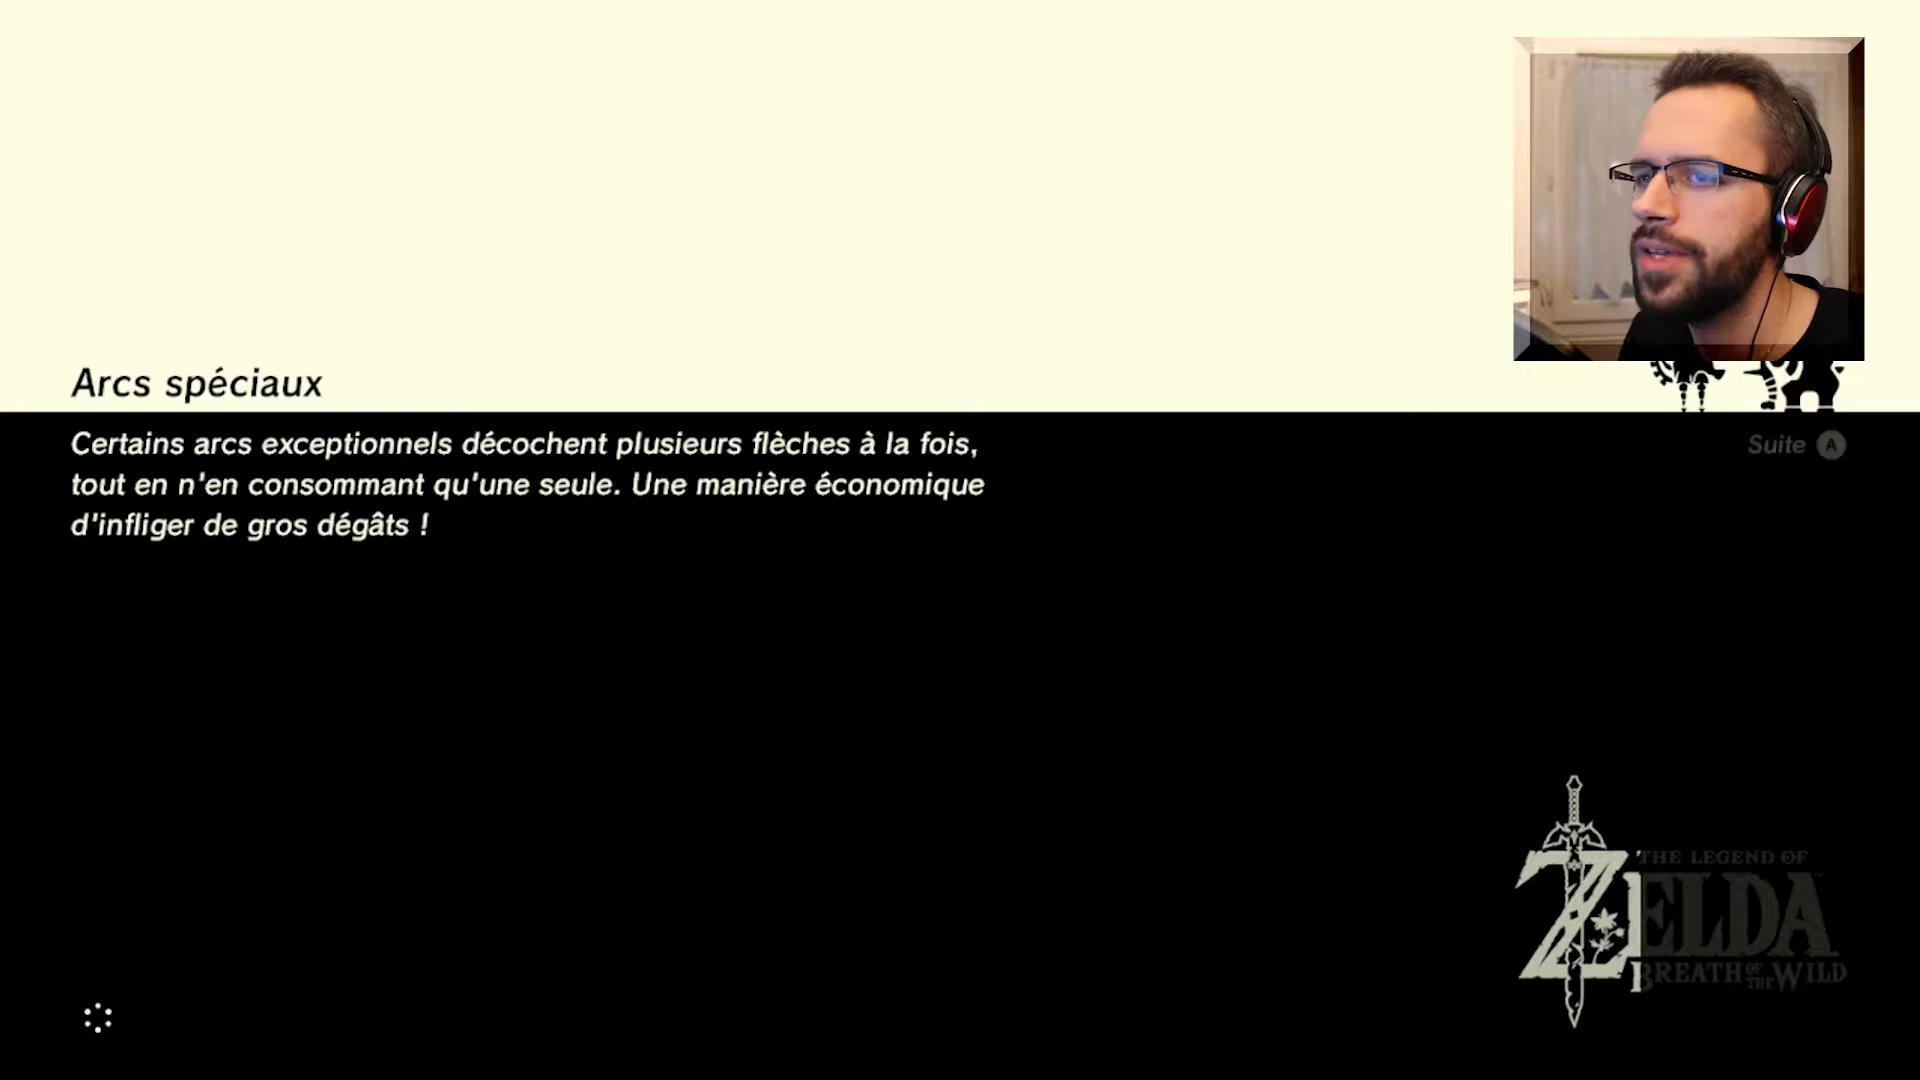 Arcs spéciaux
Certains arcs exceptionnels décochent plusieurs flèches à la fois,
tout en n'en consommant qu'une seule. Une manière économique
d'infliger de gros dégâts !
Suite A
THE LEGEND OF
ZELDA
BREATH OF THE WILD